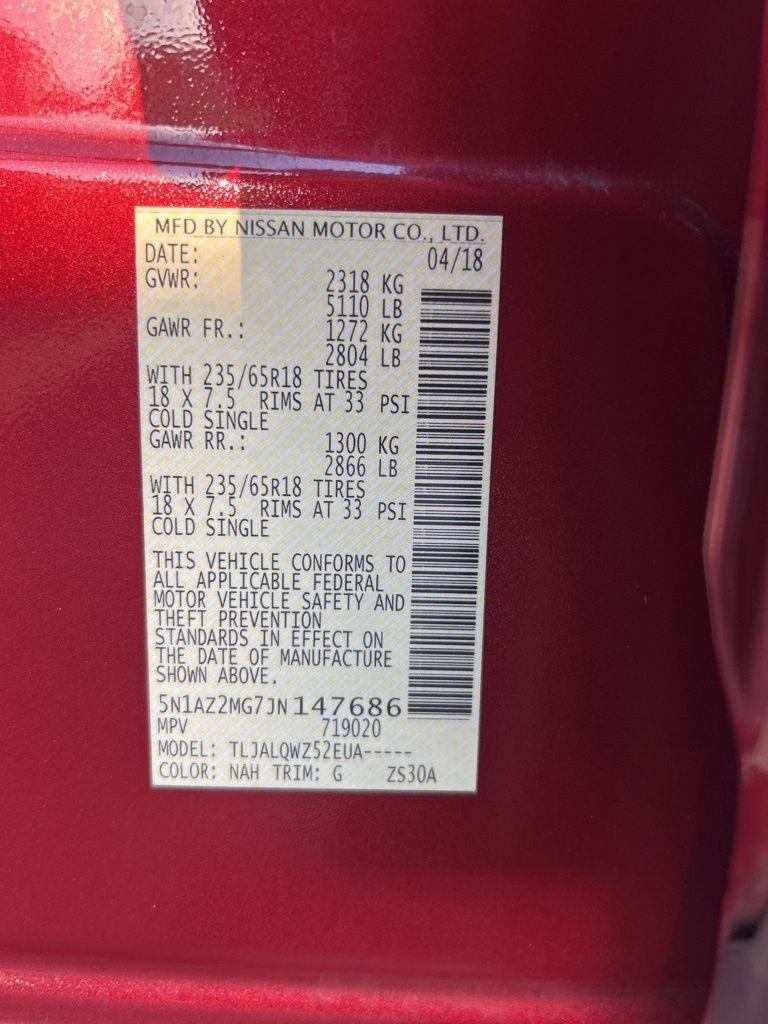 MFD BY NISSAN MOTOR CO., LTD.
DATE: 04/18
GVWR: 2318 KG
5110 LB
GAWR FR.: 1272 KG
2804 LB
WITH 235/65R18 TIRES
18 X 7.5 RIMS AT 33 PSI
COLD SINGLE
GAWR RR.: 1300 KG
2866 LB
WITH 235/65R18 TIRES
18 X 7.5 RIMS AT 33 PSI
COLD SINGLE
THIS VEHICLE CONFORMS TO
ALL APPLICABLE FEDERAL
MOTOR VEHICLE SAFETY AND
THEFT PREVENTION
STANDARDS IN EFFECT ON
THE DATE OF MANUFACTURE
SHOWN ABOVE.
5N1AZ2MG7JN147686
MPV 719020
MODEL: TLJALQWZ52EUA-----
COLOR: NAH TRIM: G ZS30A